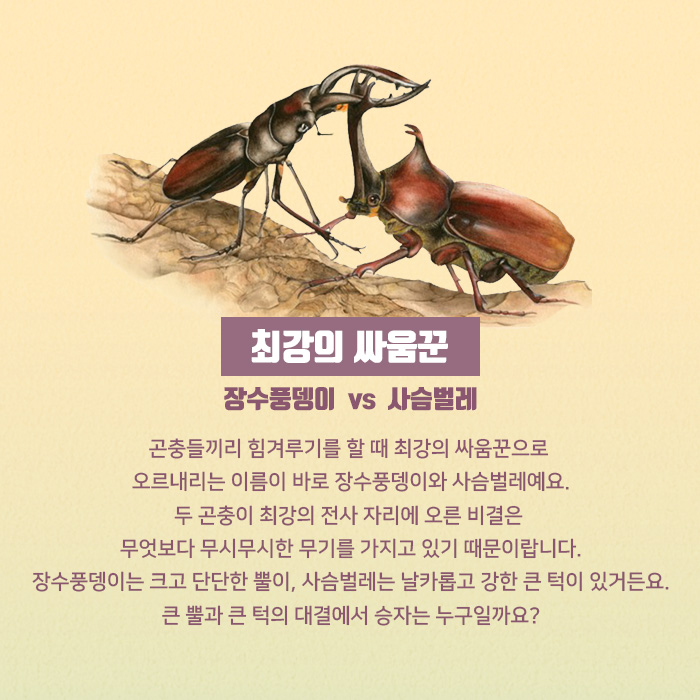 최강의 싸움꾼
장수풍뎅이 vs 사슴벌레
곤충들끼리 힘겨루기를 할 때 최강의 싸움꾼으로
오르내리는 이름이 바로 장수풍뎅이와 사슴벌레예요.
두 곤충이 최강의 전사 자리에 오른 비결은
무엇보다 무시무시한 무기를 가지고 있기 때문이랍니다.
장수풍뎅이는 크고 단단한 뿔이, 사슴벌레는 날카롭고 강한 큰 턱이 있거든요.
큰 뿔과 큰 턱의 대결에서 승자는 누구일까요?